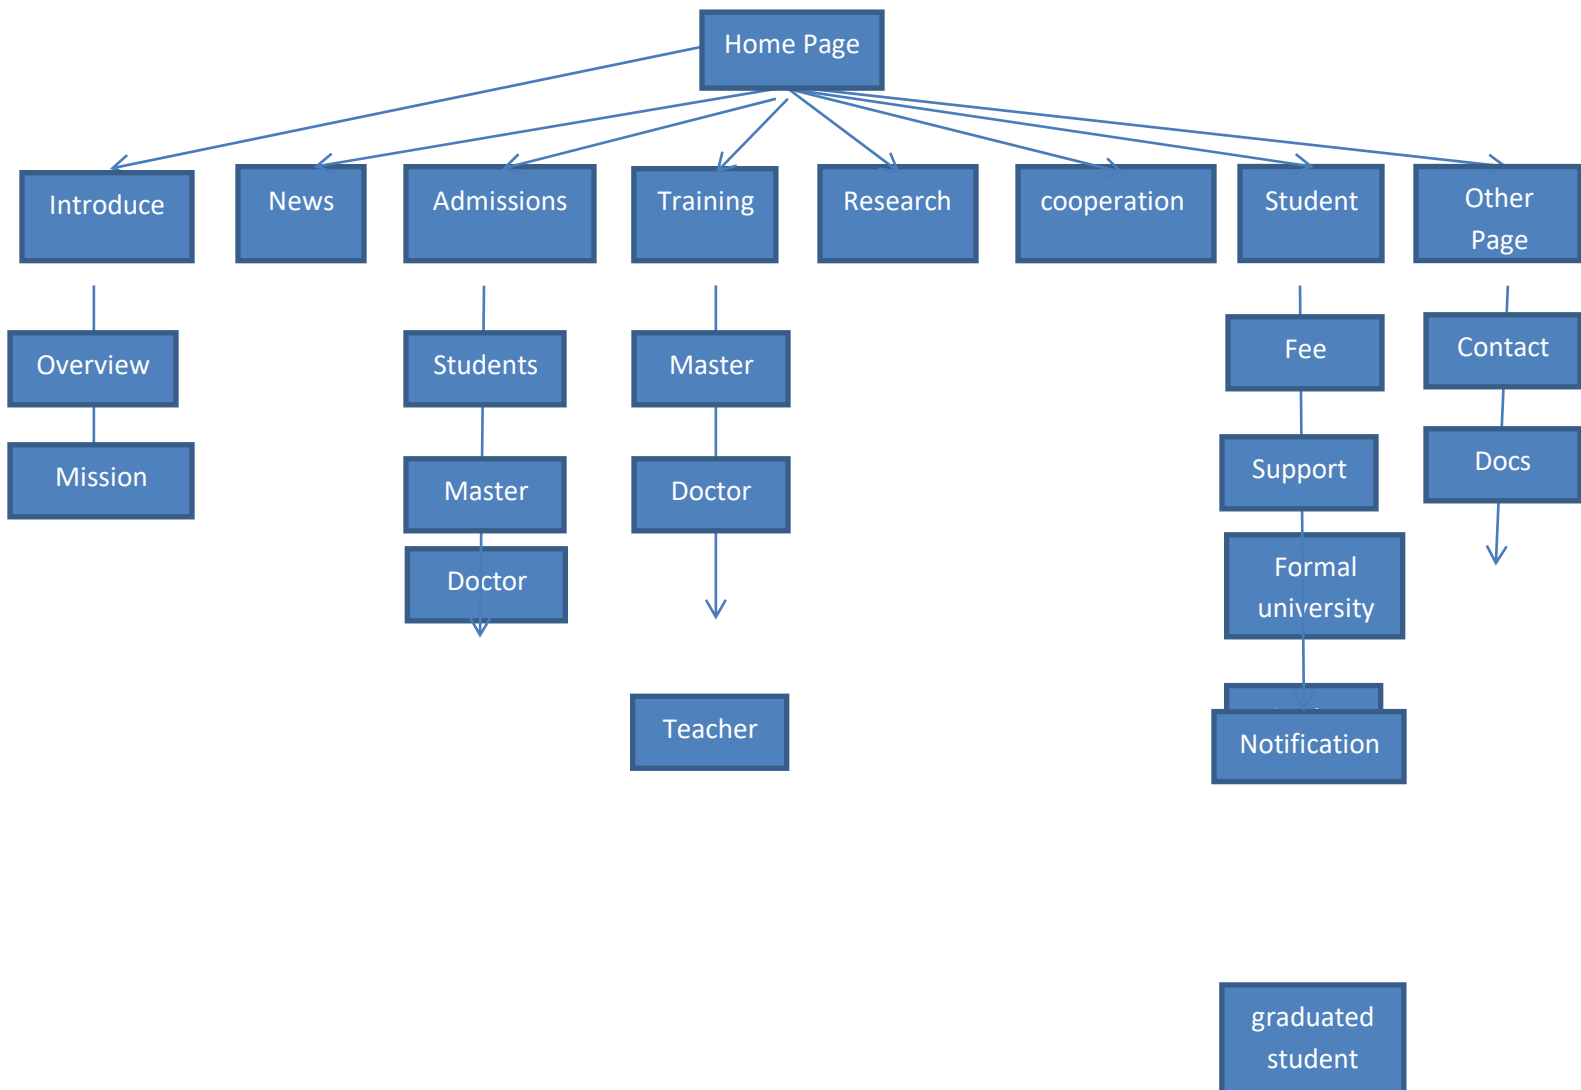 Home Page
Introduce
News
Admissions
Training
Research
cooperation
Student
Other
Page
Overview
Students
Master
Fee
Contact
Mission
Master
Doctor
Support
Docs
Doctor
Formal
university
Teacher
Notification
graduated
student